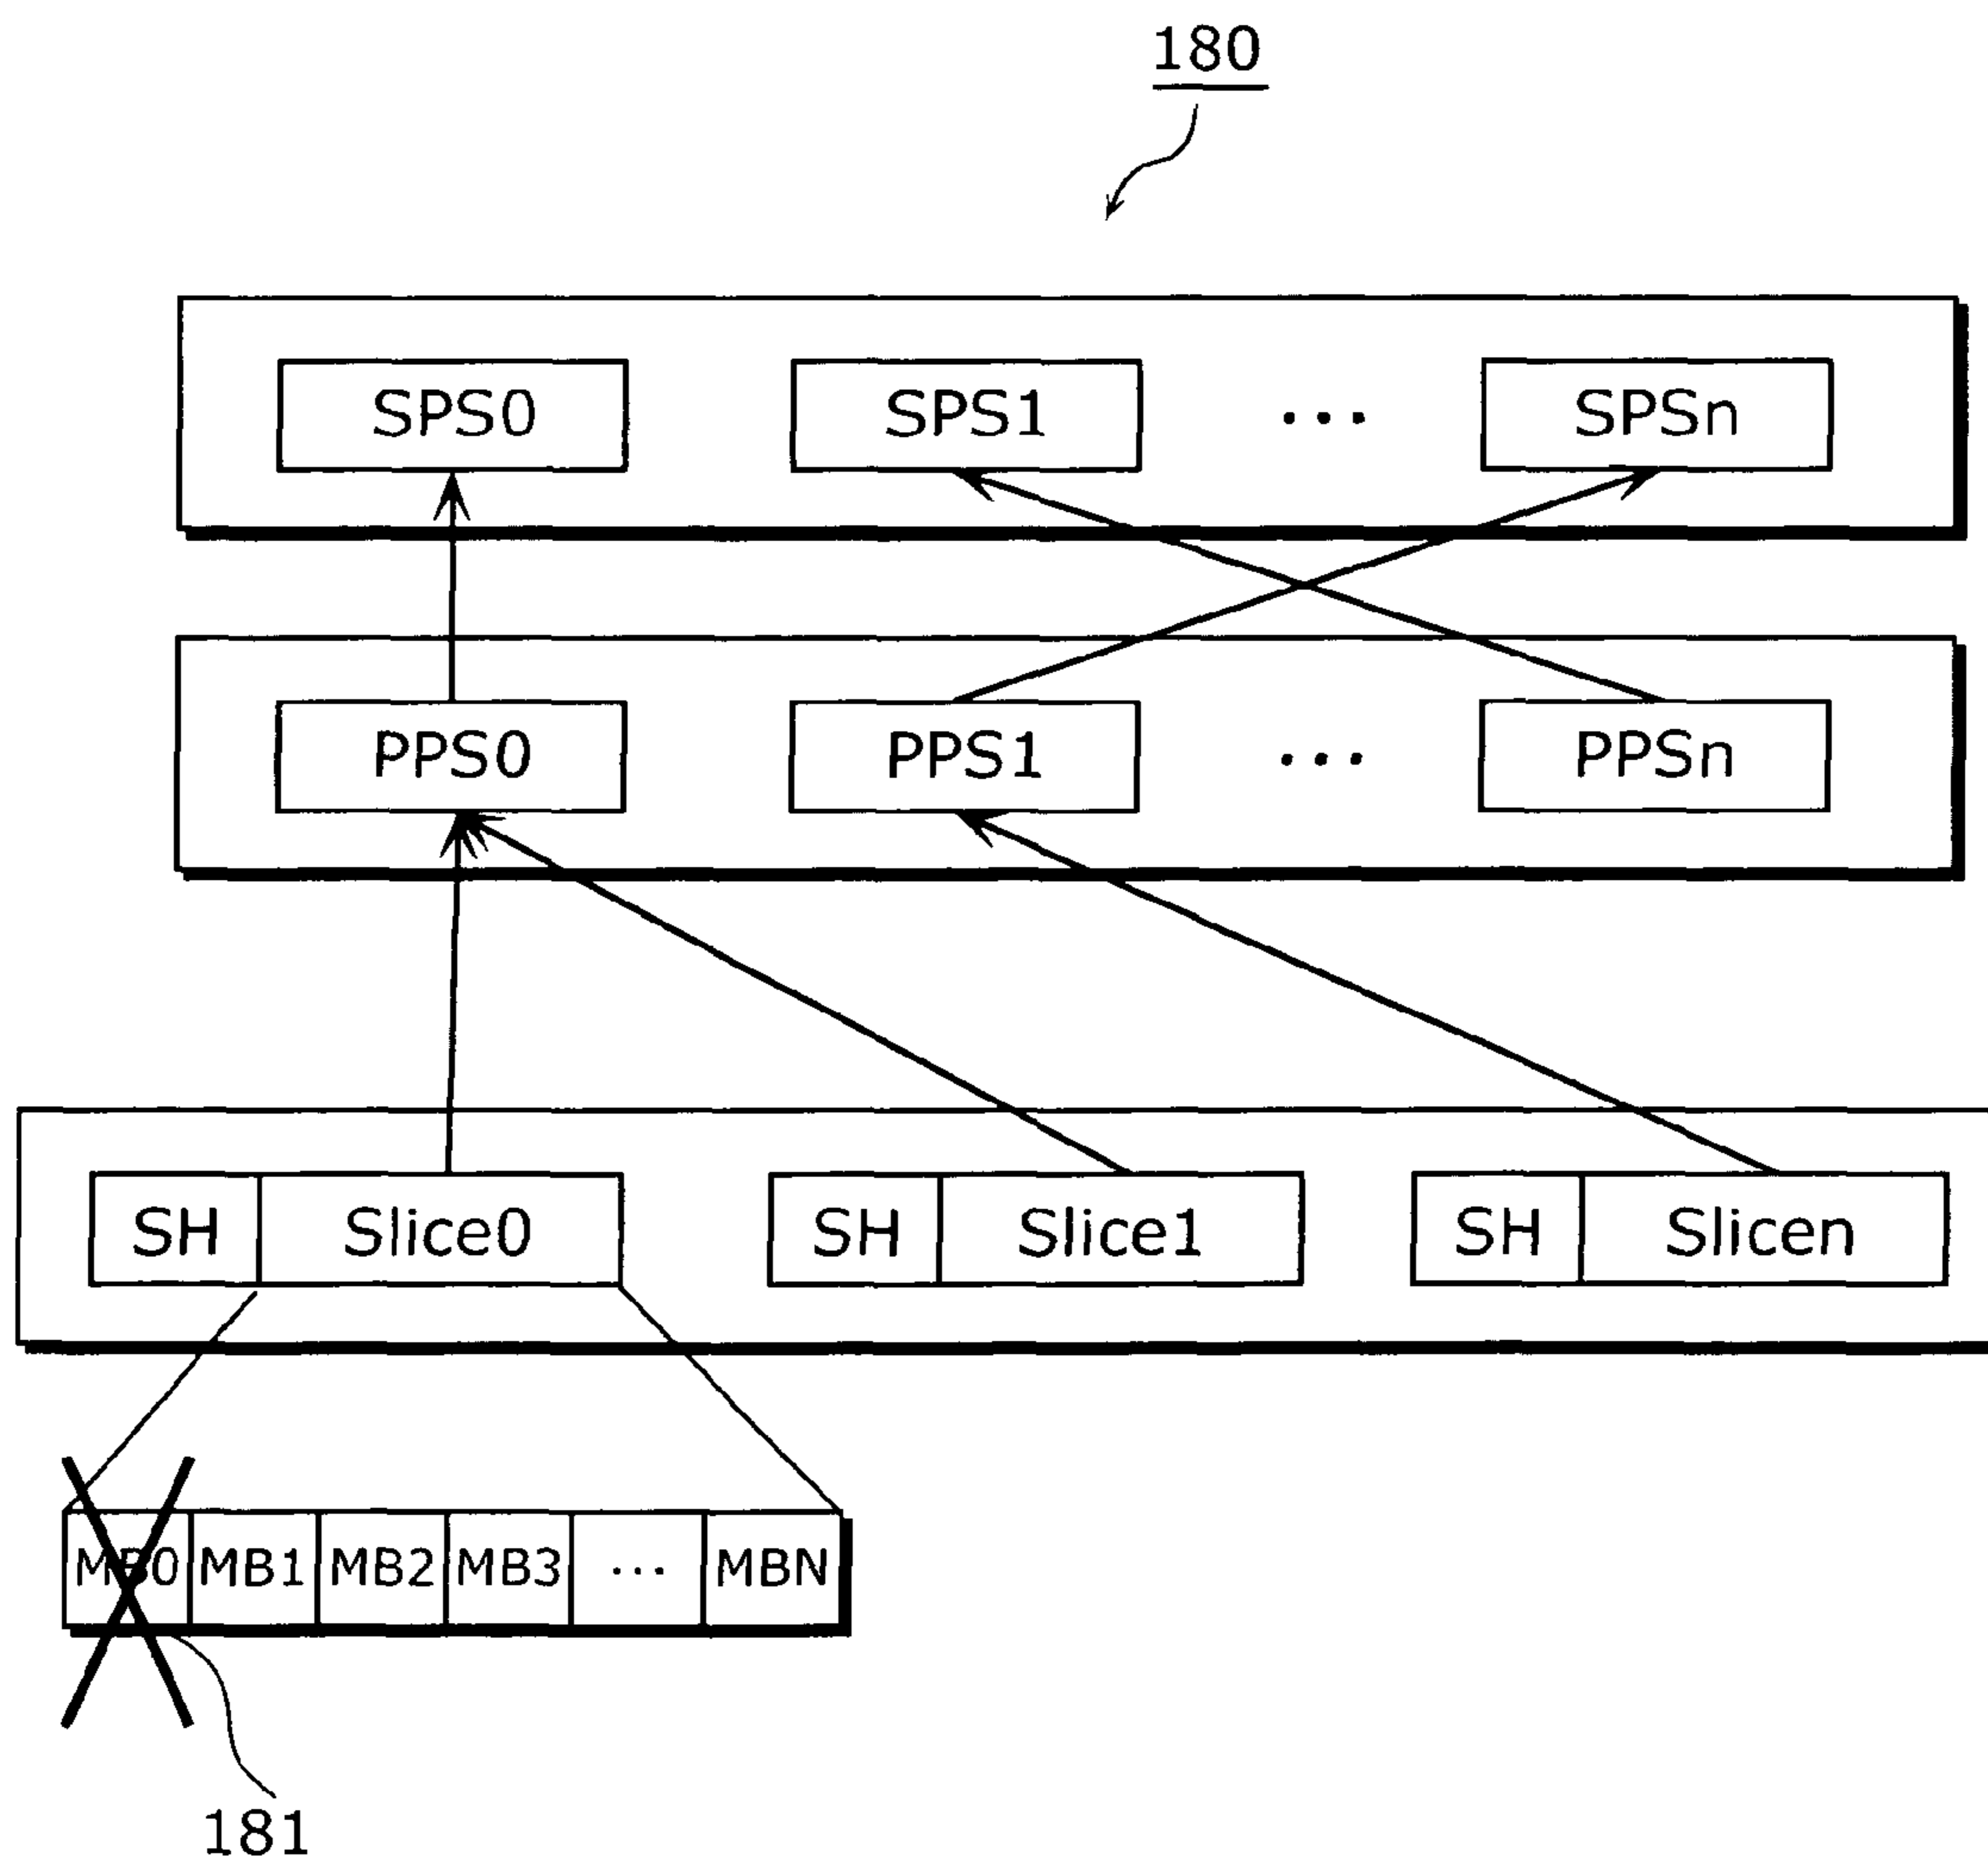 180
SPS0 SPS1 ... SPSn
PPS0 PPS1 ... PPSn
SH Slice0 SH Slice1 SH Slicen
MB0 MB1 MB2 MB3 ... MBN
181